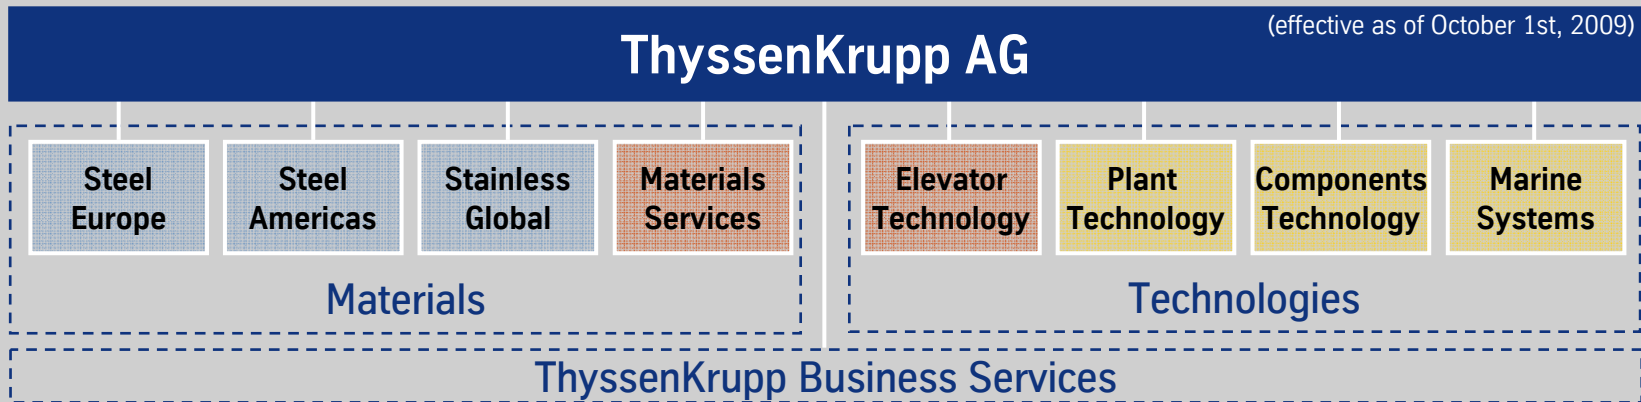 (effective as of October 1st, 2009)
ThyssenKrupp AG
Steel
Europe
Steel
Americas
Stainless
Global
Materials
Services
Elevator
Technology
Plant
Technology
Components
Technology
Marine
Systems
Materials
Technologies
ThyssenKrupp Business Services